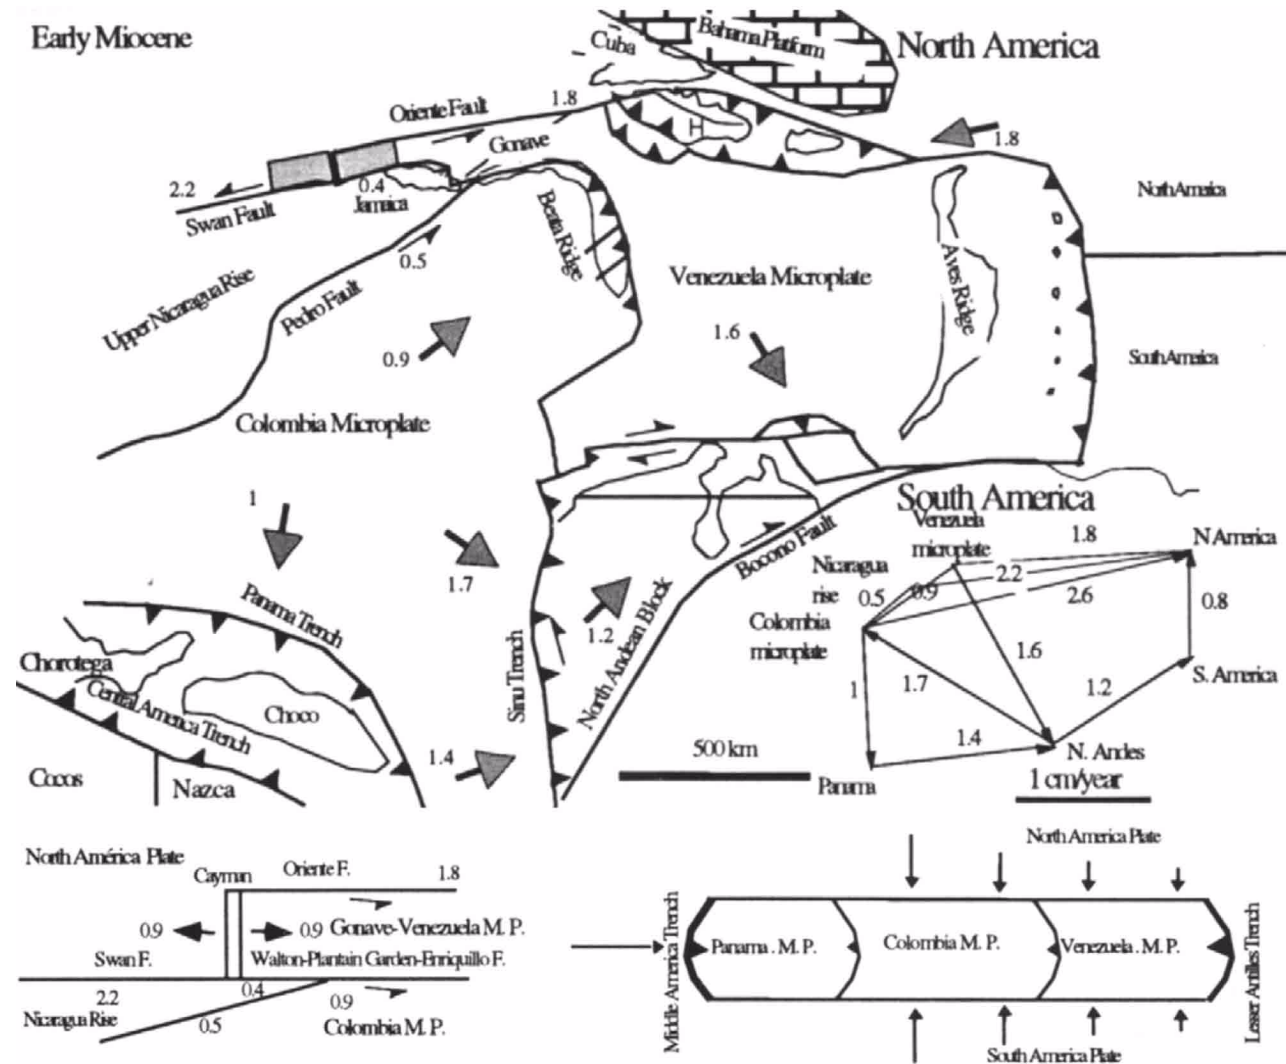 Early Miocene
Cuba
Bahama Platform
North America
Oriente Fault
1.8
Gonave
H
1.8
2.2
0.4
Jamaica
Swan Fault
Beata Ridge
North America
0.5
Upper Nicaragua Rise
Pedro Fault
Venezuela Microplate
Aves Ridge
0.9
1.6
South America
Colombia Microplate
1
1.7
South America
Bocono Fault
Panama Trench
1.2
North Andean Block
Sinu Trench
Chorotega
Central America Trench
Choco
1.4
Cocos
Nazca
500 km
Venezuela
microplate
1.8
N America
Nicaragua
rise
0.5
0.9
2.2
2.6
0.8
Colombia
microplate
1.6
1
1.7
1.2
S. America
1.4
Panama
N. Andes
1 cm/year
North América Plate
Cayman
Oriente F.
1.8
0.9
0.9
Gonave-Venezuela M. P.
Swan F.
Walton-Plantain Garden-Enriquillo F.
2.2
0.4
0.9
Nicaragua Rise
0.5
Colombia M. P.
North America Plate
Middle America Trench
Panama . M. P.
Colombia M. P.
Venezuela . M. P.
Lesser Antilles Trench
South America Plate